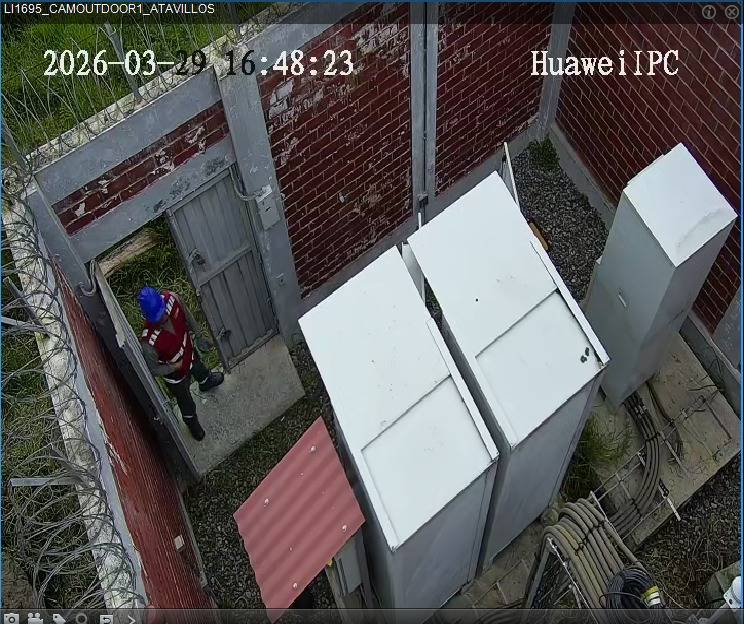 LI1695_CAMOUTDOOR1_ATAVILLOS
2026-03-29 16:48:23 HuaweiIPC